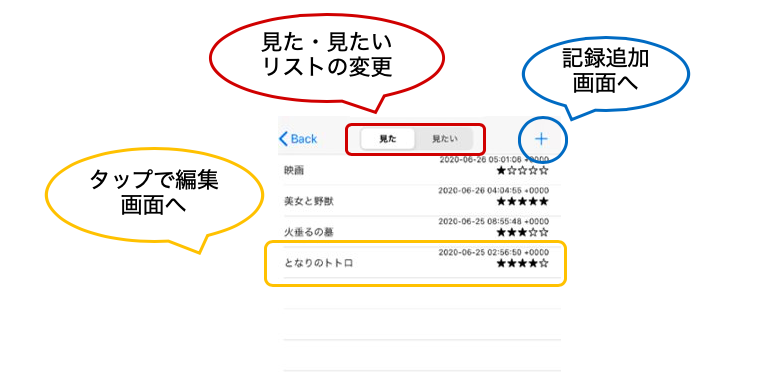 見た・見たい
リストの変更
記録追加
画面へ
タップで編集
画面へ
Back
見た
見たい
+
2020-06-26 05:01:06 +0000
映画
★☆☆☆☆
2020-06-26 04:04:55 +0000
美女と野獣
★★★★★
2020-06-25 08:55:48 +0000
火垂るの墓
★★★☆☆
2020-06-25 02:56:50 +0000
となりのトトロ
★★★★☆